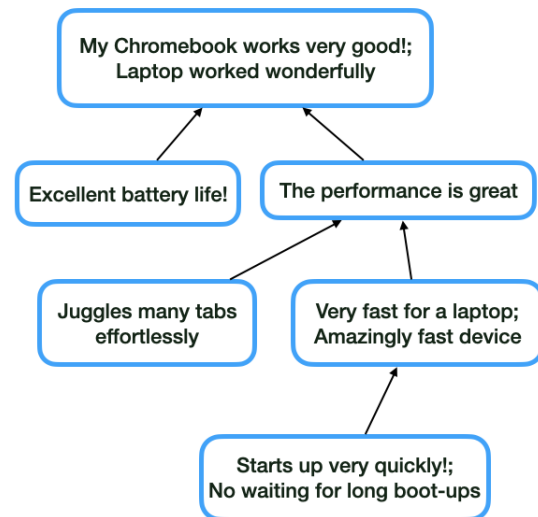 My Chromebook works very good!;
Laptop worked wonderfully
Excellent battery life!
The performance is great
Juggles many tabs
effortlessly
Very fast for a laptop;
Amazingly fast device
Starts up very quickly!;
No waiting for long boot-ups